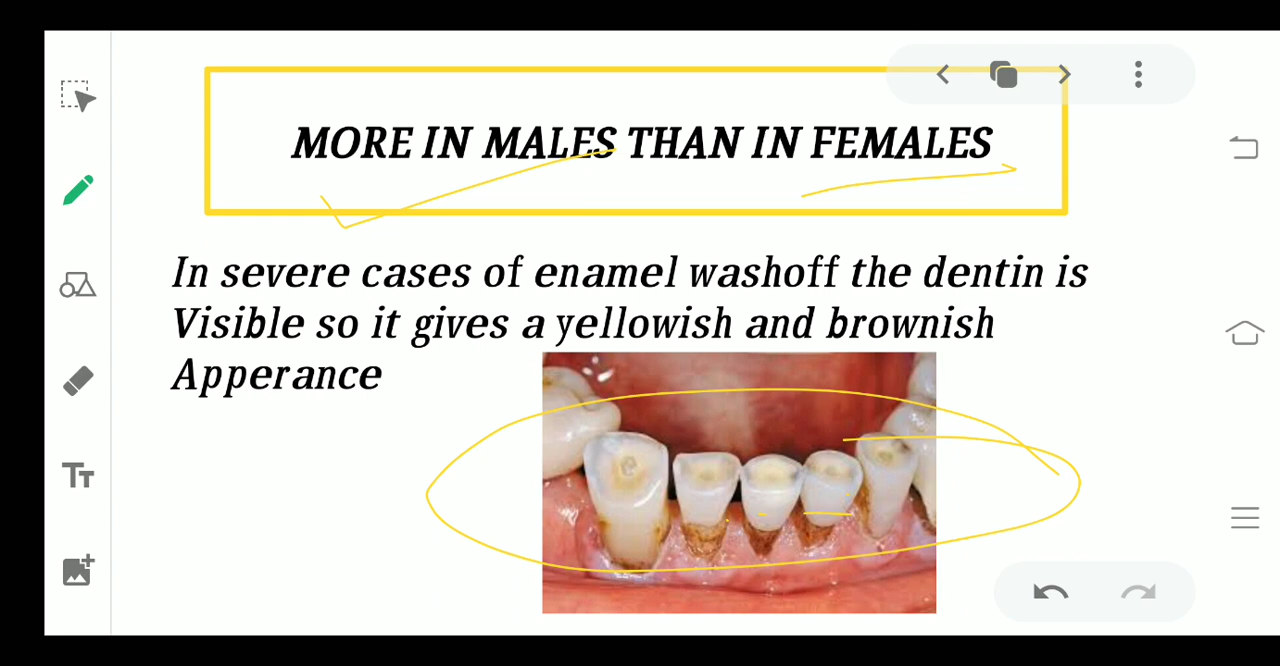 MORE IN MALES THAN IN FEMALES
In severe cases of enamel washoff the dentin is
Visible so it gives a yellowish and brownish
Apperance
TT